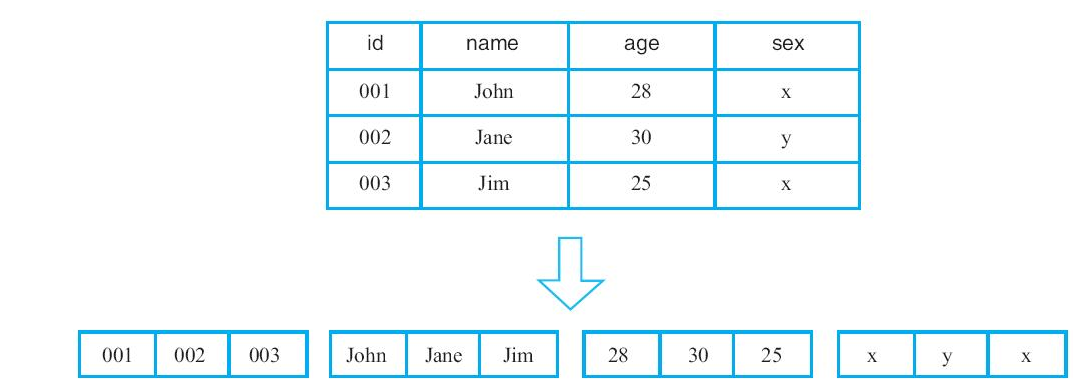 id name age sex
001 John 28 x
002 Jane 30 y
003 Jim 25 x
001 002 003 John Jane Jim 28 30 25 x y x